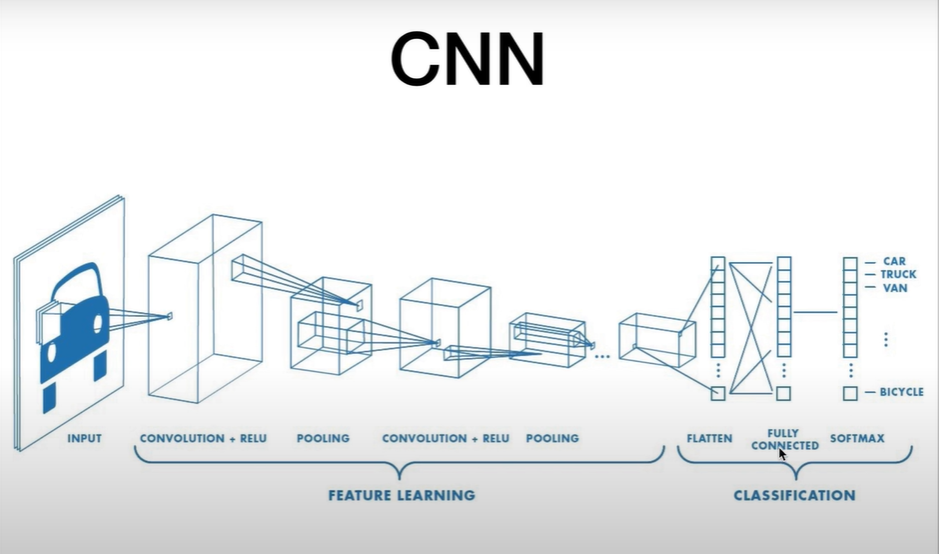 CNN
CAR
TRUCK
VAN
BICYCLE
INPUT
CONVOLUTION + RELU
POOLING
CONVOLUTION + RELU
POOLING
FLATTEN
FULLY
CONNECTED
SOFTMAX
FEATURE LEARNING
CLASSIFICATION